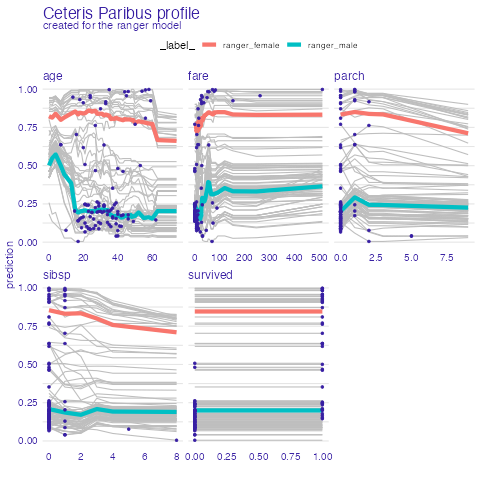 Ceteris Paribus profile
created for the ranger model
_label_ ranger_female ranger_male
age fare parch
1.00
0.75
0.50
0.25
0.00
0 20 40 60 0 100 200 300 400 500 0.0 2.5 5.0 7.5
prediction
sibsp survived
1.00
0.75
0.50
0.25
0.00
0 2 4 6 8 0.00 0.25 0.50 0.75 1.00